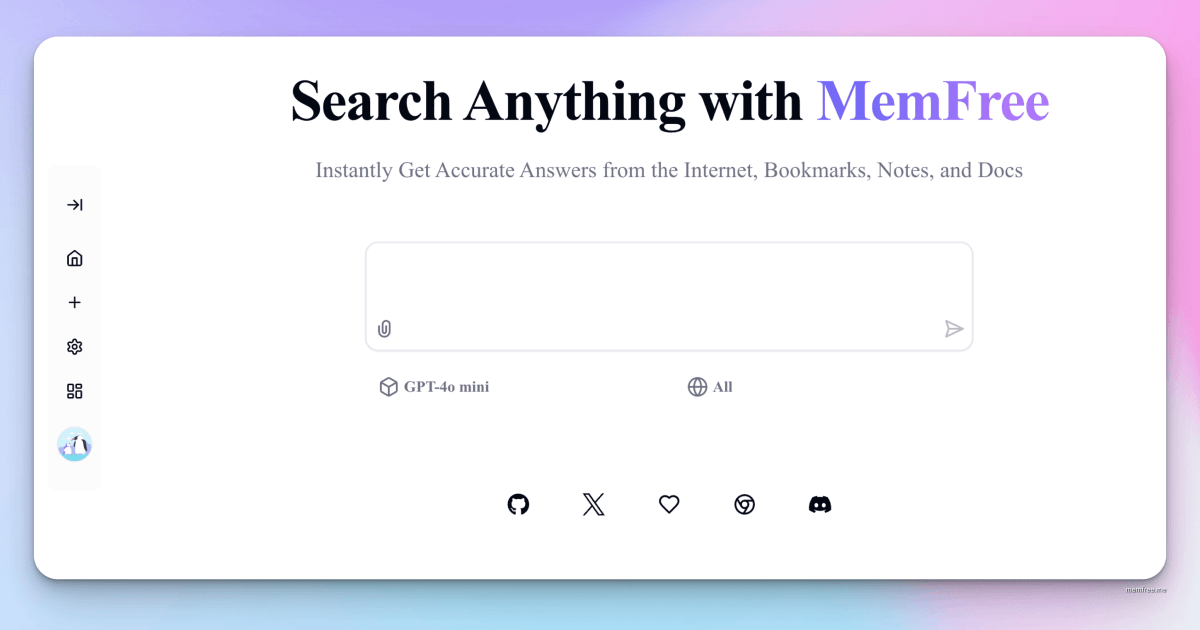 Search Anything with MemFree
Instantly Get Accurate Answers from the Internet, Bookmarks, Notes, and Docs
GPT-4o mini
All
memfree.me